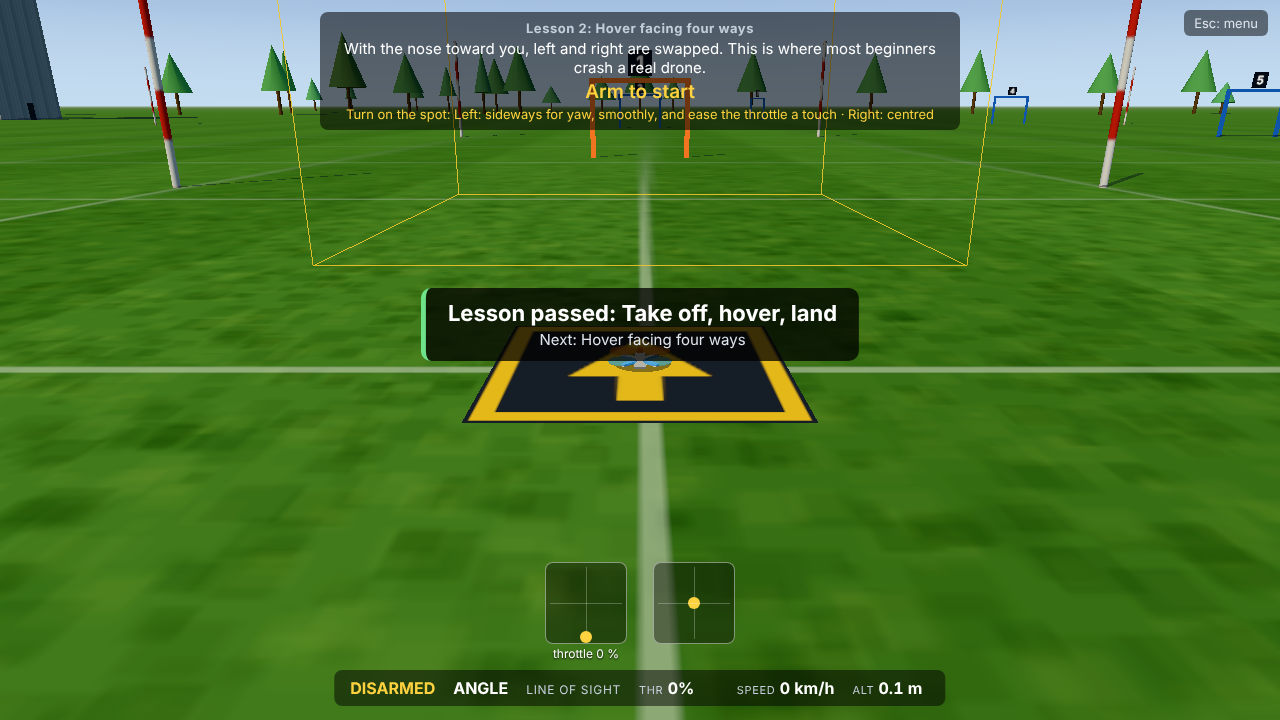 Lesson 2: Hover facing four ways
Esc: menu
With the nose toward you, left and right are swapped. This is where most beginners
crash a real drone.
1
Arm to start
5
Turn on the spot: Left: sideways for yaw, smoothly, and ease the throttle a touch · Right: centred
Lesson passed: Take off, hover, land
Next: Hover facing four ways
throttle 0 %
DISARMED ANGLE LINE OF SIGHT THR 0% SPEED 0 km/h ALT 0.1 m